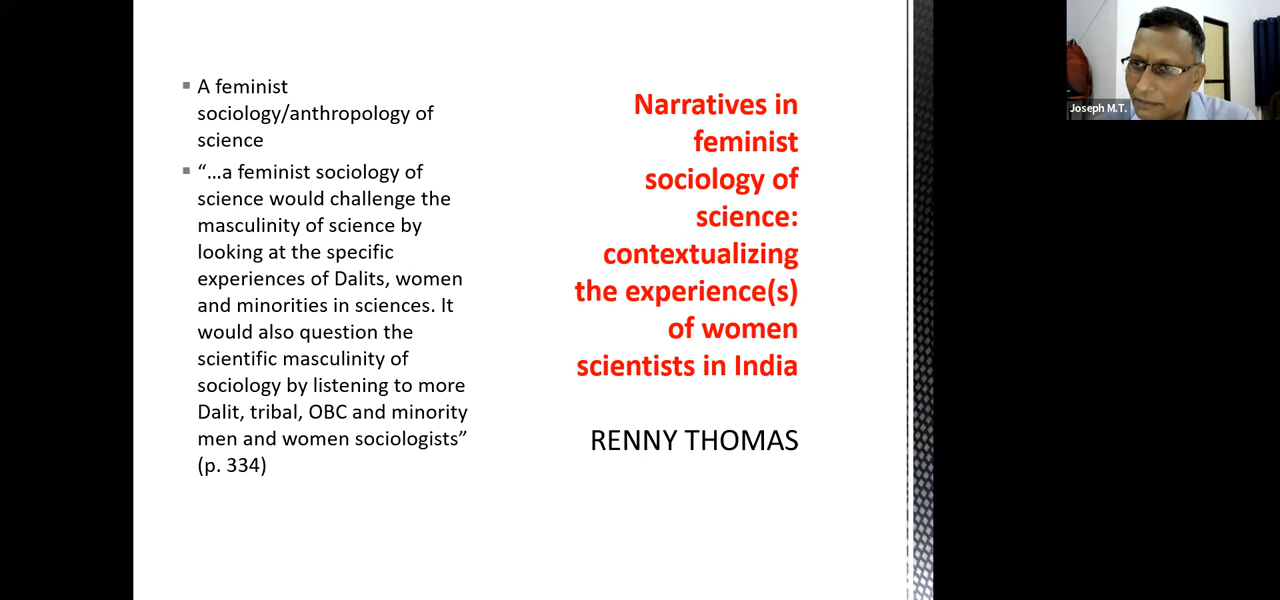 A feminist
sociology/anthropology of
science
“…a feminist sociology of
science would challenge the
masculinity of science by
looking at the specific
experiences of Dalits, women
and minorities in sciences. It
would also question the
scientific masculinity of
sociology by listening to more
Dalit, tribal, OBC and minority
men and women sociologists”
(p. 334)
Narratives in
feminist
sociology of
science:
contextualizing
the experience(s)
of women
scientists in India
RENNY THOMAS
Joseph M.T.